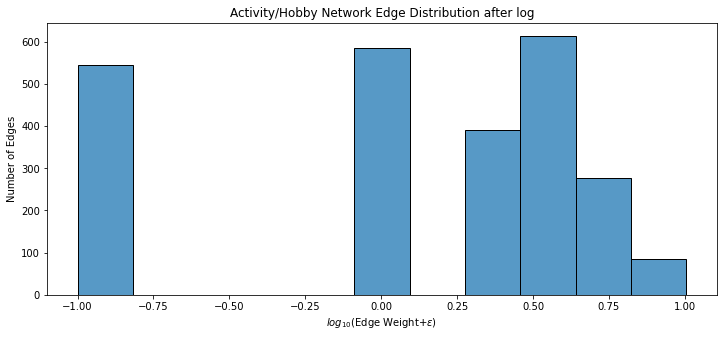 Activity/Hobby Network Edge Distribution after log
Number of Edges
600
500
400
300
200
100
0
−1.00 −0.75 −0.50 −0.25 0.00 0.25 0.50 0.75 1.00
log₁₀(Edge Weight+ε)